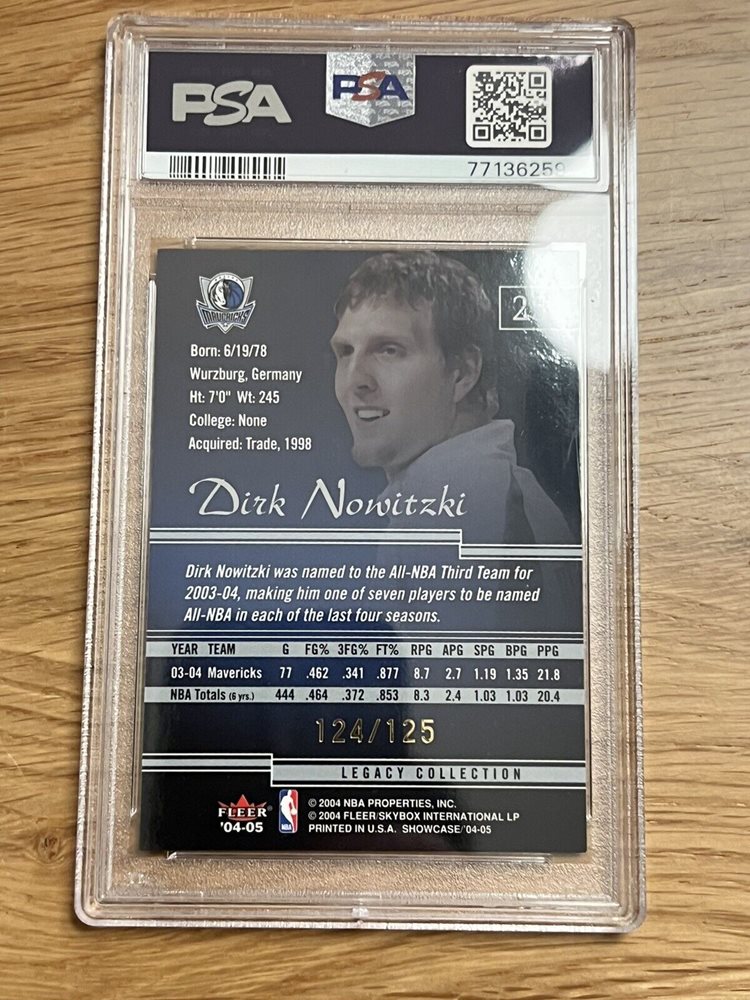 PSA
PSA
77136259
MAVERICKS
Born: 6/19/78
Wurzburg, Germany
Ht: 7'0" Wt: 245
College: None
Acquired: Trade, 1998
Dirk Nowitzki
Dirk Nowitzki was named to the All-NBA Third Team for
2003-04, making him one of seven players to be named
All-NBA in each of the last four seasons.
YEAR TEAM G FG% 3FG% FT% RPG APG SPG BPG PPG
03-04 Mavericks 77 .462 .341 .877 8.7 2.7 1.19 1.35 21.8
NBA Totals (6 yrs.) 444 .464 .372 .853 8.3 2.4 1.03 1.03 20.4
124/125
LEGACY COLLECTION
FLEER
'04-05
NBA
© 2004 NBA PROPERTIES, INC.
© 2004 FLEER/SKYBOX INTERNATIONAL LP
PRINTED IN U.S.A. SHOWCASE/'04-05